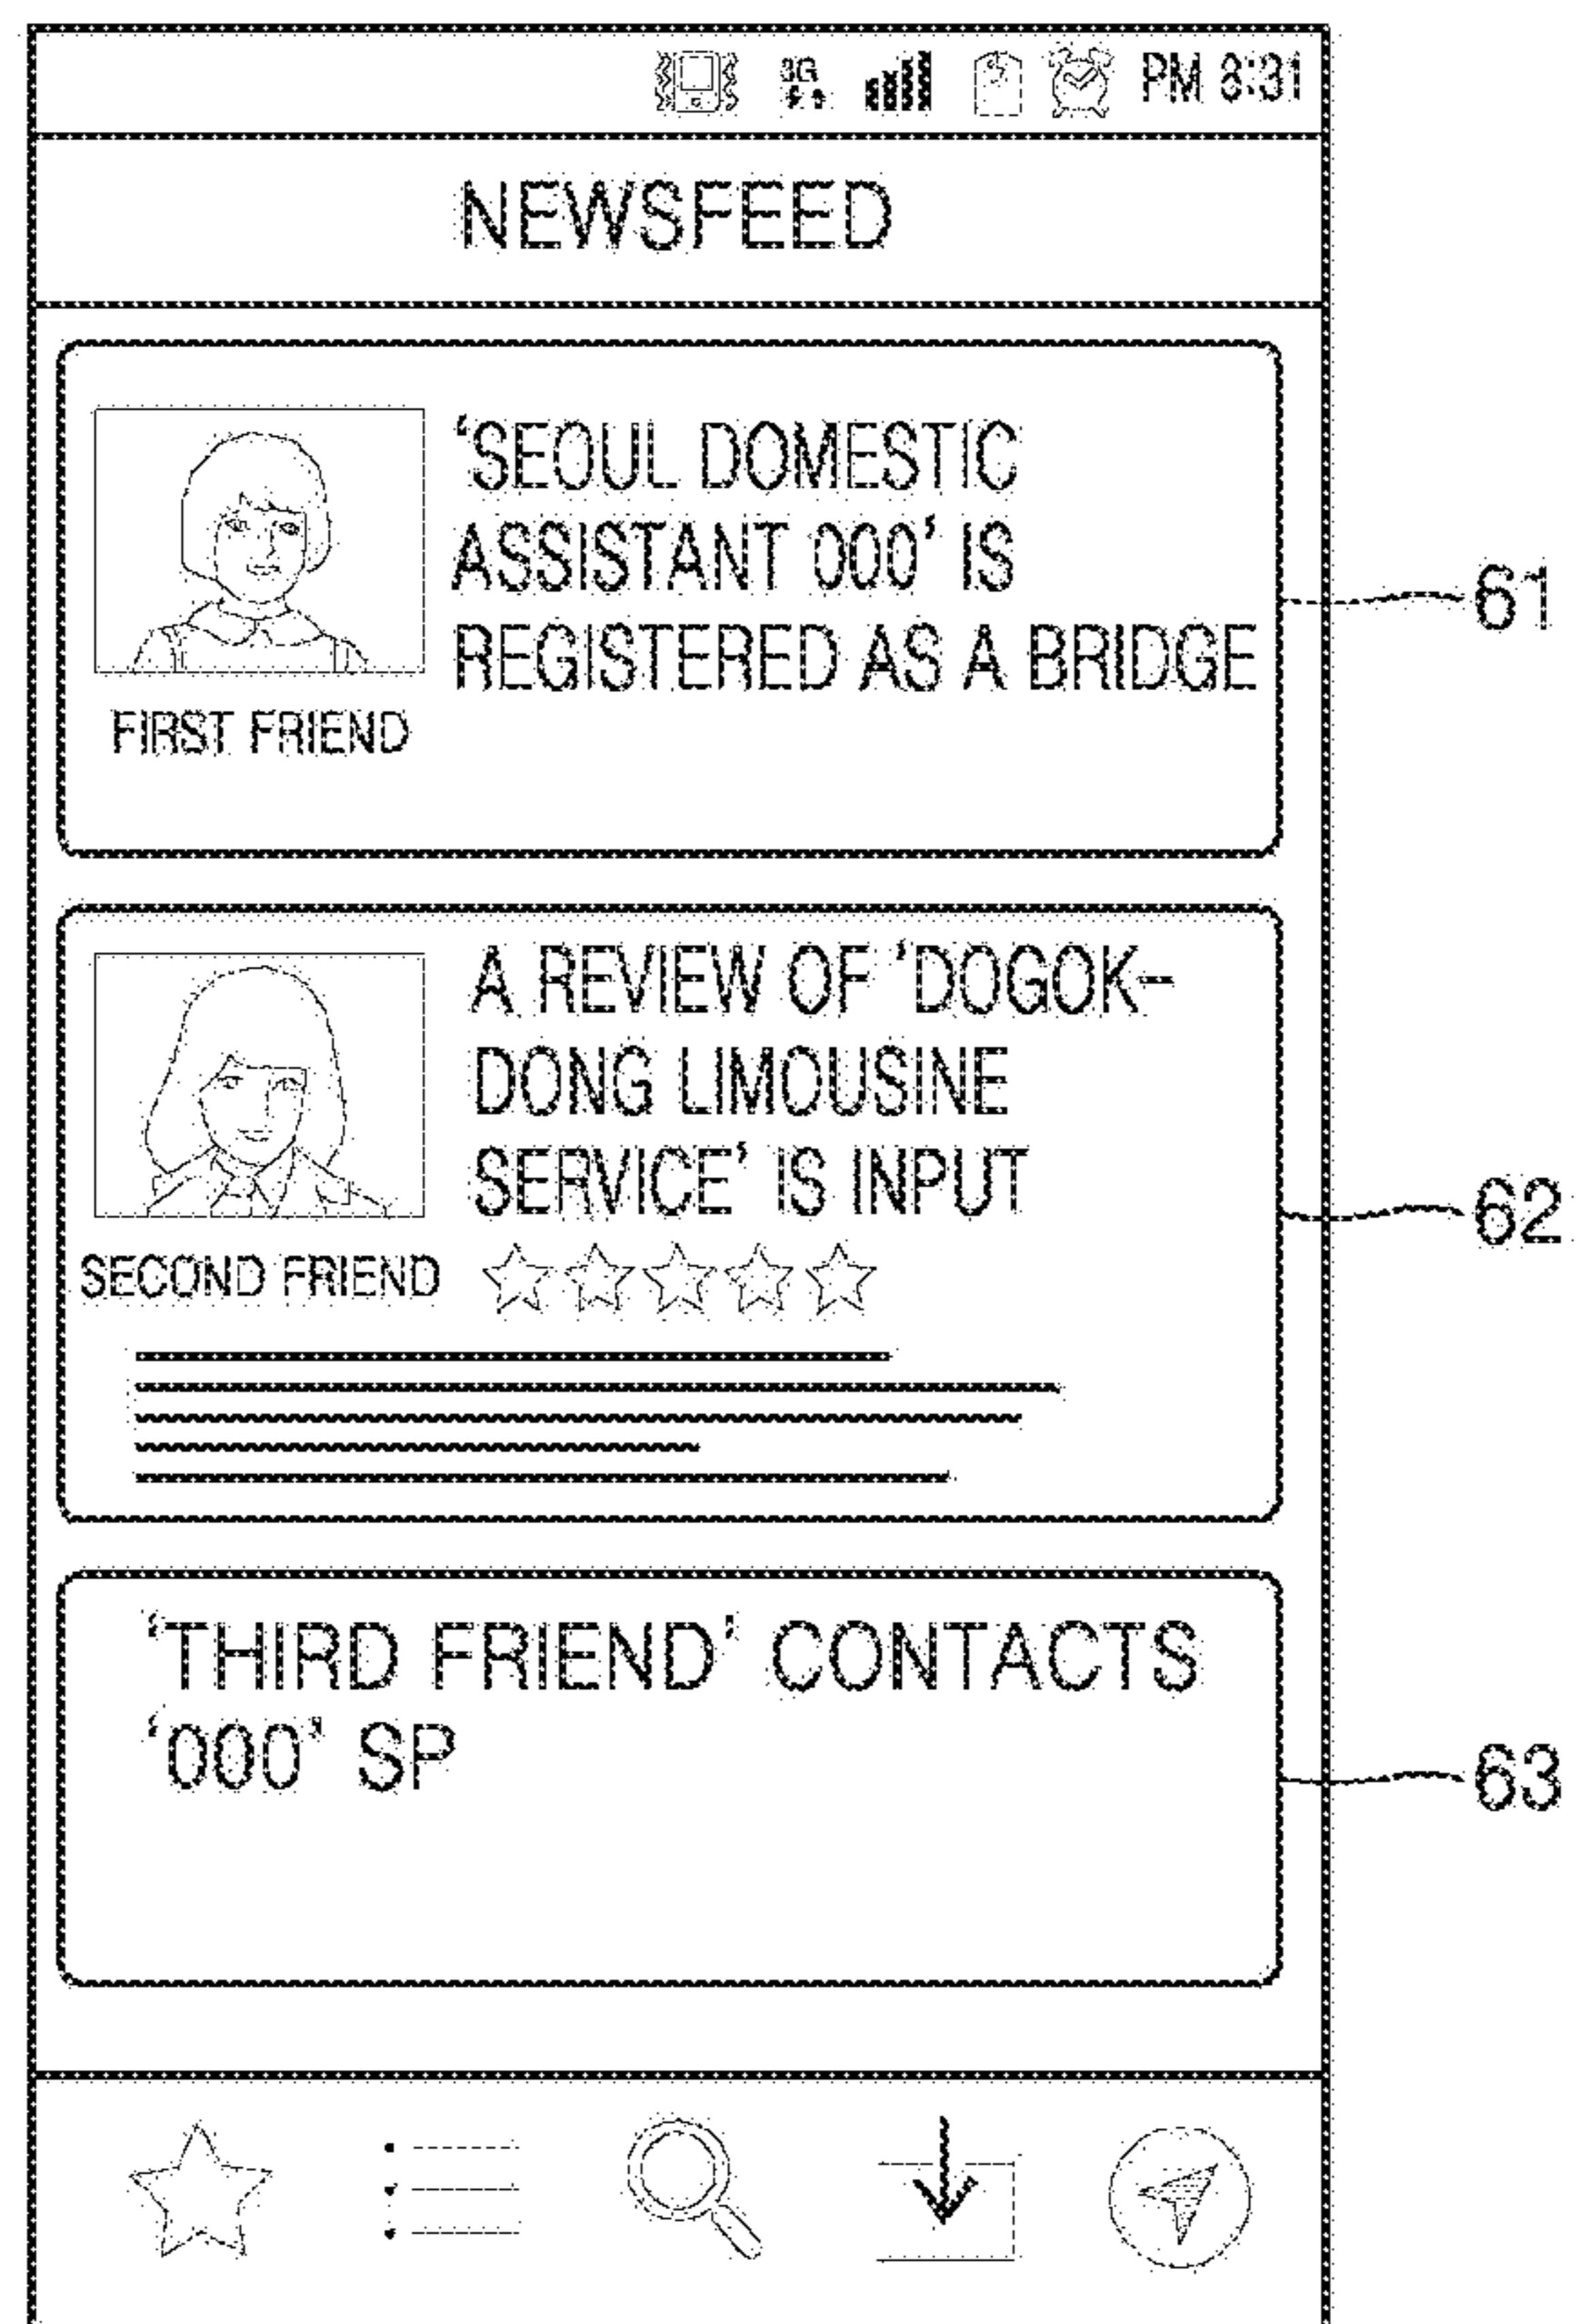 3G PM 8:31
NEWSFEED
'SEOUL DOMESTIC
ASSISTANT 000' IS
REGISTERED AS A BRIDGE
FIRST FRIEND
61
A REVIEW OF 'DOGOK-
DONG LIMOUSINE
SERVICE' IS INPUT
SECOND FRIEND
62
'THIRD FRIEND' CONTACTS
'000' SP
63